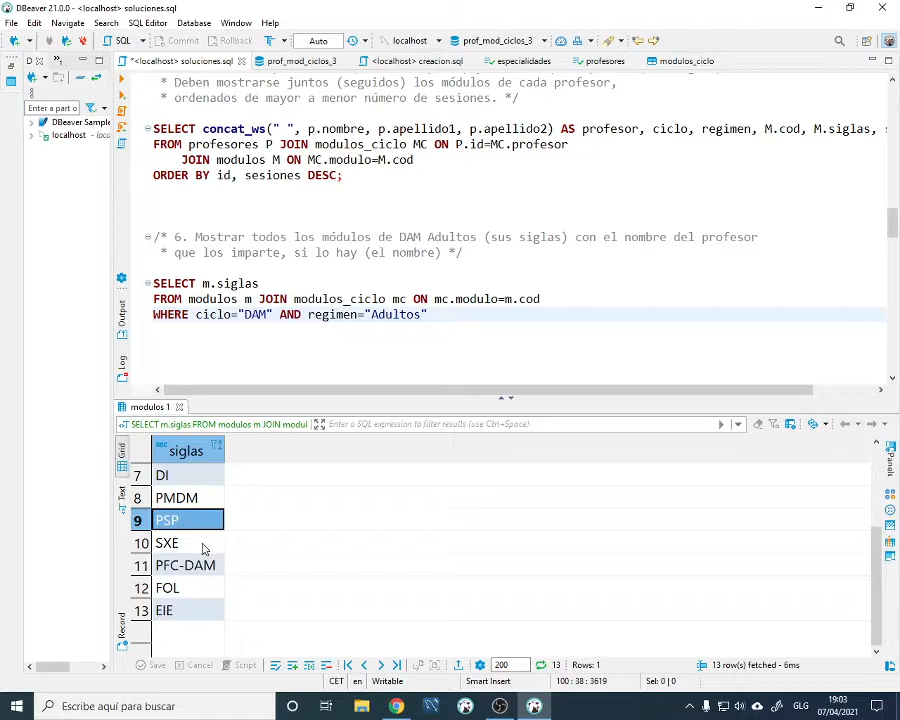 DBeaver 21.0.0 - <localhost> soluciones.sql
File Edit Navigate Search SQL Editor Database Window Help
SQL Commit Rollback Auto localhost prof_mod_ciclos_3
D *<localhost> soluciones.sql prof_mod_ciclos_3 <localhost> creacion.sql especialidades profesores modulos_ciclo
Enter a part o
DBeaver Sample
localhost
* Deben mostrarse juntos (seguidos) los módulos de cada profesor,
* ordenados de mayor a menor número de sesiones. */
SELECT concat_ws(" ", p.nombre, p.apellido1, p.apellido2) AS profesor, ciclo, regimen, M.cod, M.siglas, s
FROM profesores P JOIN modulos_ciclo MC ON P.id=MC.profesor
JOIN modulos M ON MC.modulo=M.cod
ORDER BY id, sesiones DESC;
/* 6. Mostrar todos los módulos de DAM Adultos (sus siglas) con el nombre del profesor
* que los imparte, si lo hay (el nombre) */
SELECT m.siglas
FROM modulos m JOIN modulos_ciclo mc ON mc.modulo=m.cod
WHERE ciclo="DAM" AND regimen="Adultos"
Output
Log
modulos 1
SELECT m.siglas FROM modulos m JOIN modul Enter a SQL expression to filter results (use Ctrl+Space)
Grid
Text
Record
Panels
ABC siglas
7 DI
8 PMDM
9 PSP
10 SXE
11 PFC-DAM
12 FOL
13 EIE
Save Cancel Script 200 13 Rows: 1 13 row(s) fetched - 6ms
CET en Writable Smart Insert 100 : 38 : 3619 Sel: 0 | 0
Escribe aquí para buscar
GLG
19:03
07/04/2021